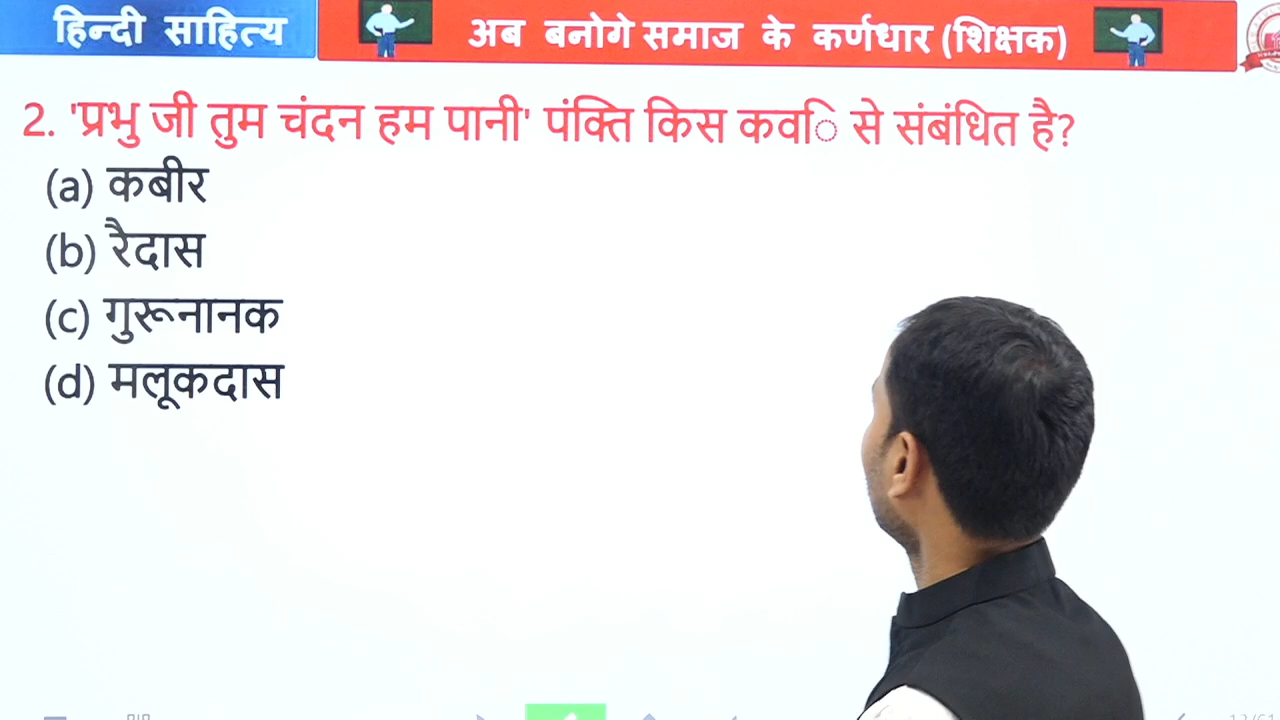 हिन्दी साहित्य
अब बनोगे समाज के कर्णधार (शिक्षक)
2. 'प्रभु जी तुम चंदन हम पानी' पंक्ति किस कवि से संबंधित है?
(a) कबीर
(b) रैदास
(c) गुरूनानक
(d) मलूकदास